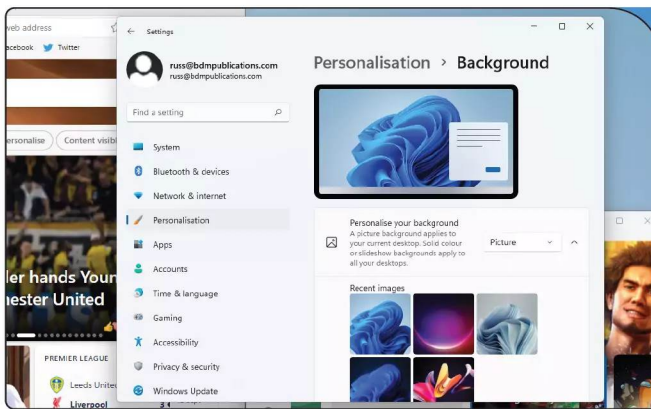 web address
acebook
Twitter
ersonalise
Content visibl
ler hands Youn
hester United
PREMIER LEAGUE
Leeds United
Liverpool
Settings
russ@bdmpublications.com
russ@bdmpublications.com
Find a setting
System
Bluetooth & devices
Network & internet
Personalisation
Apps
Accounts
Time & language
Gaming
Accessibility
Privacy & security
Windows Update
Personalisation > Background
Personalise your background
A picture background applies to
your current desktop. Solid colour
or slideshow backgrounds apply to
all your desktops.
Picture
Recent images